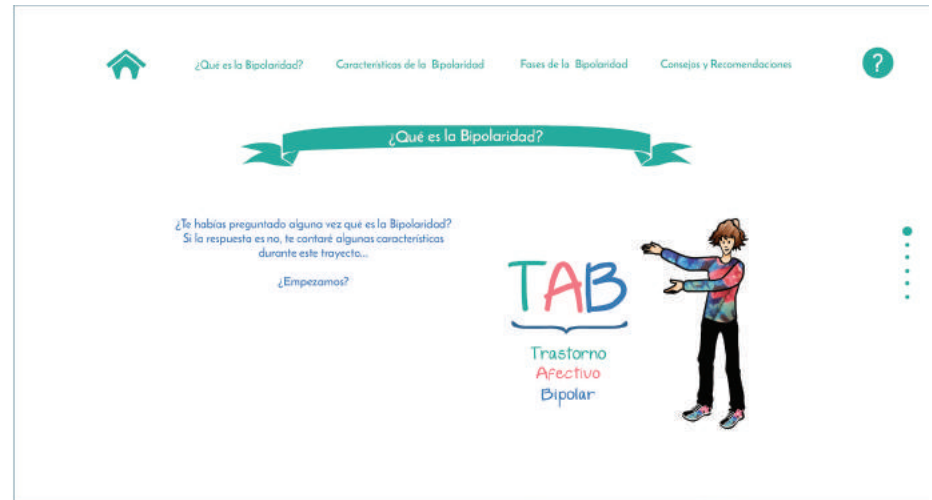 ¿Qué es la Bipolaridad?
Características de la Bipolaridad
Fases de la Bipolaridad
Consejos y Recomendaciones
?
¿Qué es la Bipolaridad?
¿Te habías preguntado alguna vez qué es la Bipolaridad?
Si la respuesta es no, te contaré algunas características
durante este trayecto...
¿Empezamos?
TAB
Trastorno
Afectivo
Bipolar